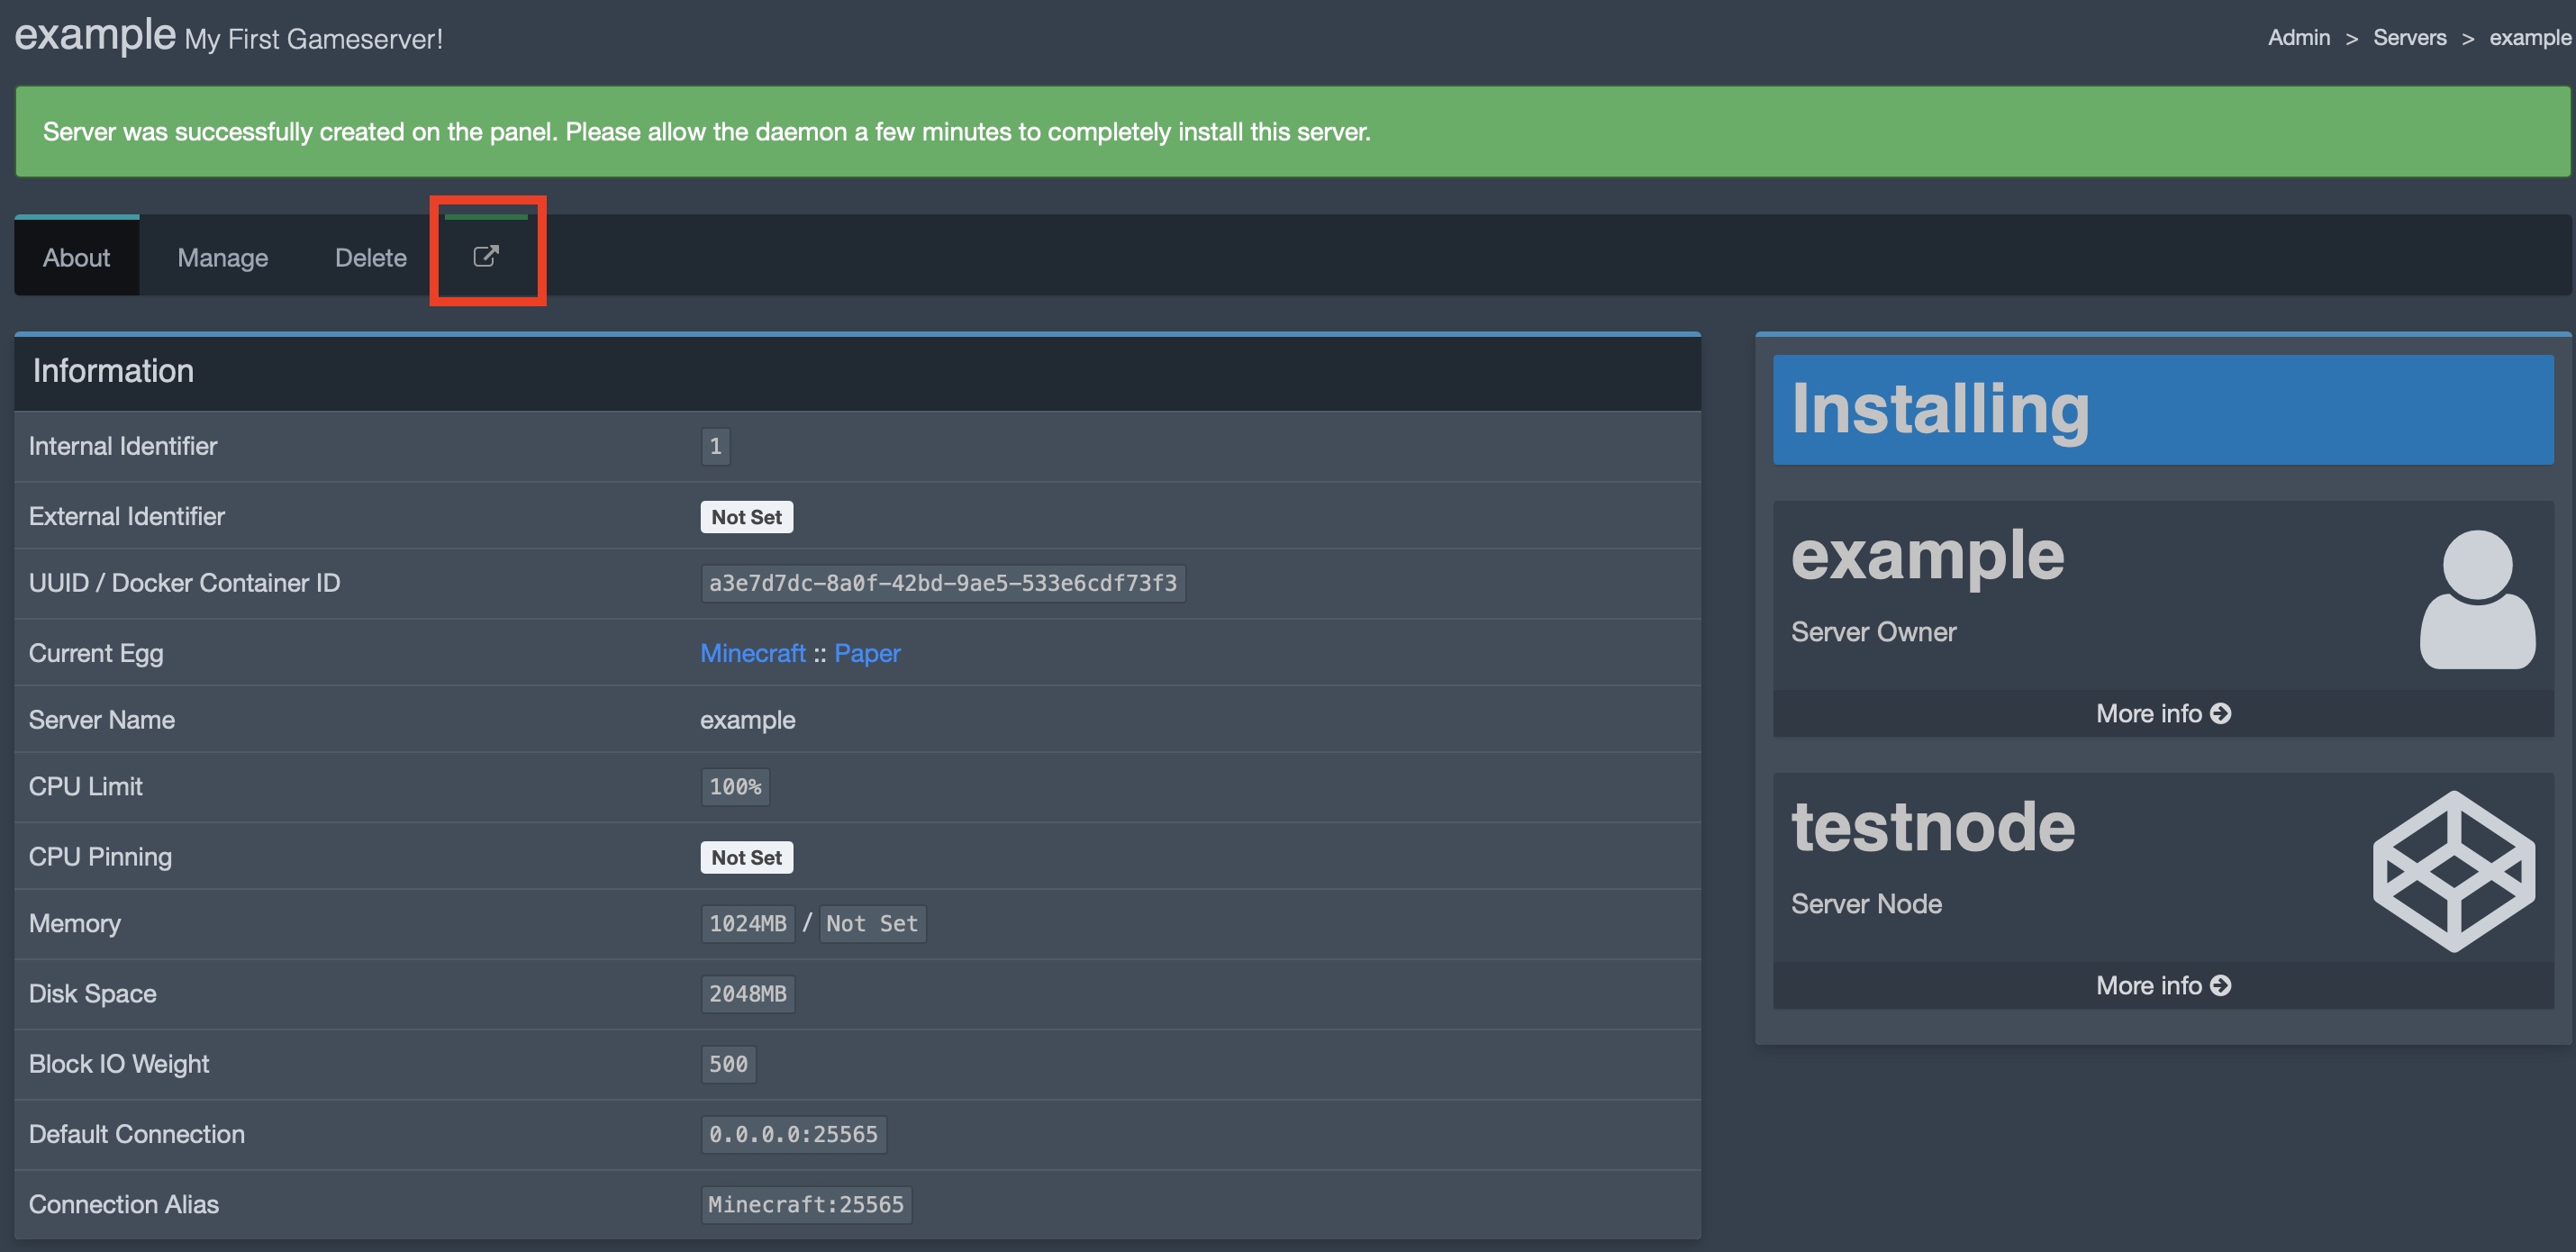 example My First Gameserver!
Admin > Servers > example
Server was successfully created on the panel. Please allow the daemon a few minutes to completely install this server.
About Manage Delete
Information
Internal Identifier 1
External Identifier Not Set
UUID / Docker Container ID a3e7d7dc-8a0f-42bd-9ae5-533e6cdf73f3
Current Egg Minecraft :: Paper
Server Name example
CPU Limit 100%
CPU Pinning Not Set
Memory 1024MB / Not Set
Disk Space 2048MB
Block IO Weight 500
Default Connection 0.0.0.0:25565
Connection Alias Minecraft:25565
Installing
example
Server Owner
More info
testnode
Server Node
More info